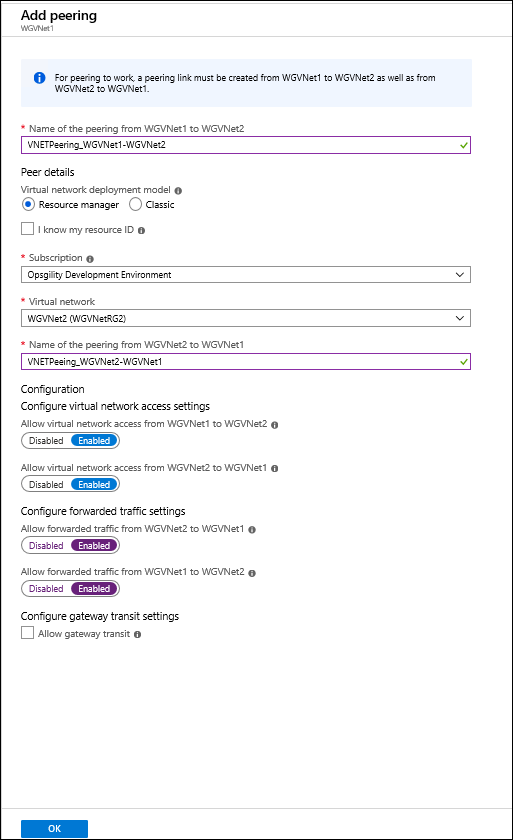 Add peering
WGVNet1
For peering to work, a peering link must be created from WGVNet1 to WGVNet2 as well as from
WGVNet2 to WGVNet1.
* Name of the peering from WGVNet1 to WGVNet2
VNETPeering_WGVNet1-WGVNet2
Peer details
Virtual network deployment model
Resource manager Classic
I know my resource ID
* Subscription
Opsgility Development Environment
* Virtual network
WGVNet2 (WGVNetRG2)
* Name of the peering from WGVNet2 to WGVNet1
VNETPeeing_WGVNet2-WGVNet1
Configuration
Configure virtual network access settings
Allow virtual network access from WGVNet1 to WGVNet2
Disabled Enabled
Allow virtual network access from WGVNet2 to WGVNet1
Disabled Enabled
Configure forwarded traffic settings
Allow forwarded traffic from WGVNet2 to WGVNet1
Disabled Enabled
Allow forwarded traffic from WGVNet1 to WGVNet2
Disabled Enabled
Configure gateway transit settings
Allow gateway transit
OK